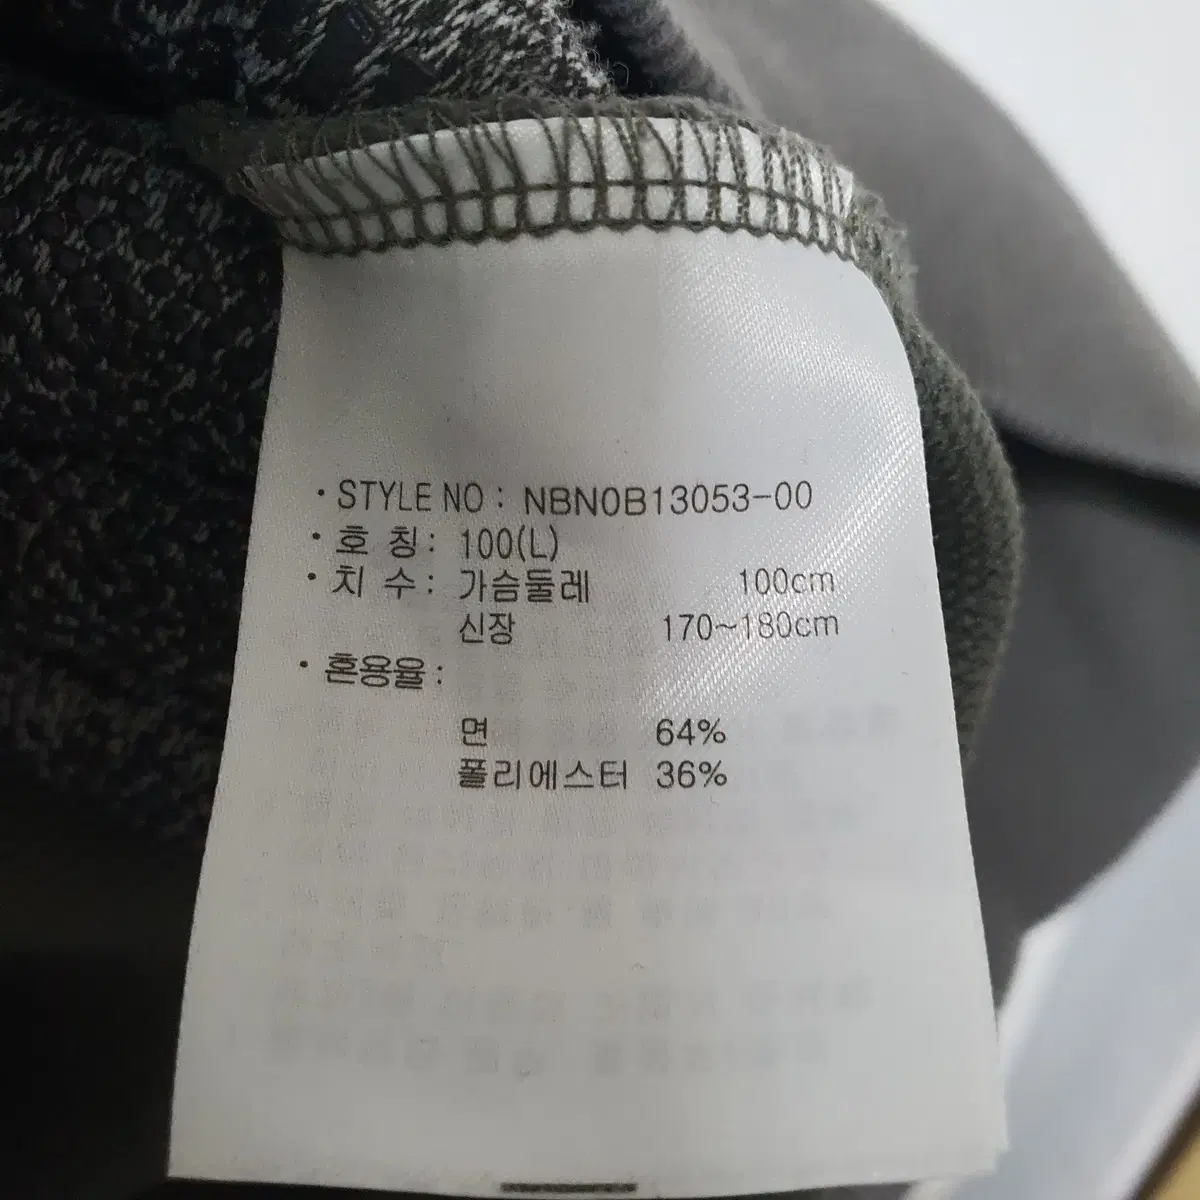 · STYLE NO : NBN0B13053-00
· 호 칭 : 100(L)
· 치 수 : 가슴둘레 100cm
신장 170~180cm
· 혼용율 :
면 64%
폴리에스터 36%